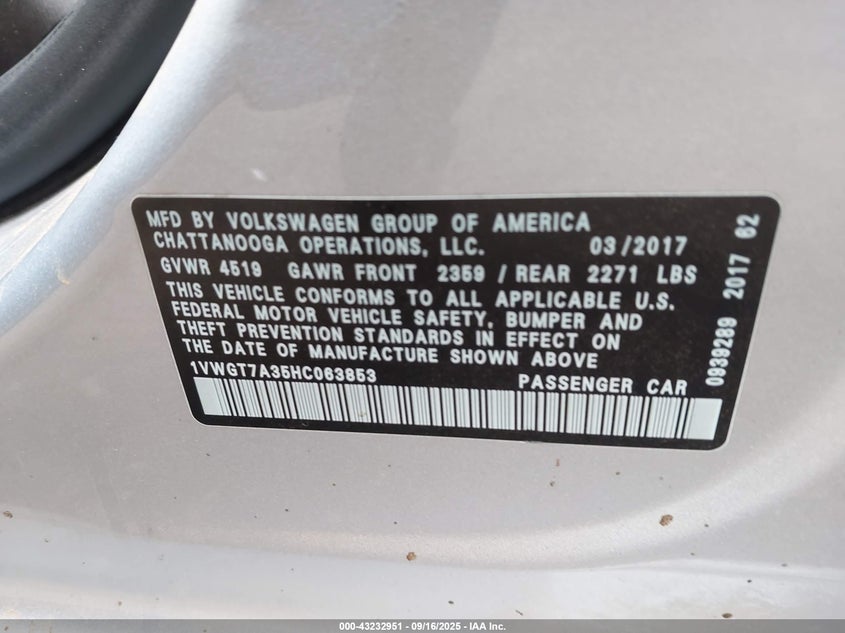 MFD BY VOLKSWAGEN GROUP OF AMERICA
CHATTANOOGA OPERATIONS, LLC. 03/2017
GVWR 4519 GAWR FRONT 2359 / REAR 2271 LBS
THIS VEHICLE CONFORMS TO ALL APPLICABLE U.S.
FEDERAL MOTOR VEHICLE SAFETY, BUMPER AND
THEFT PREVENTION STANDARDS IN EFFECT ON
THE DATE OF MANUFACTURE SHOWN ABOVE.
1VWGT7A35HC063853 PASSENGER CAR
0939289 2017 62
000-43232951 - 09/16/2025 - IAA Inc.